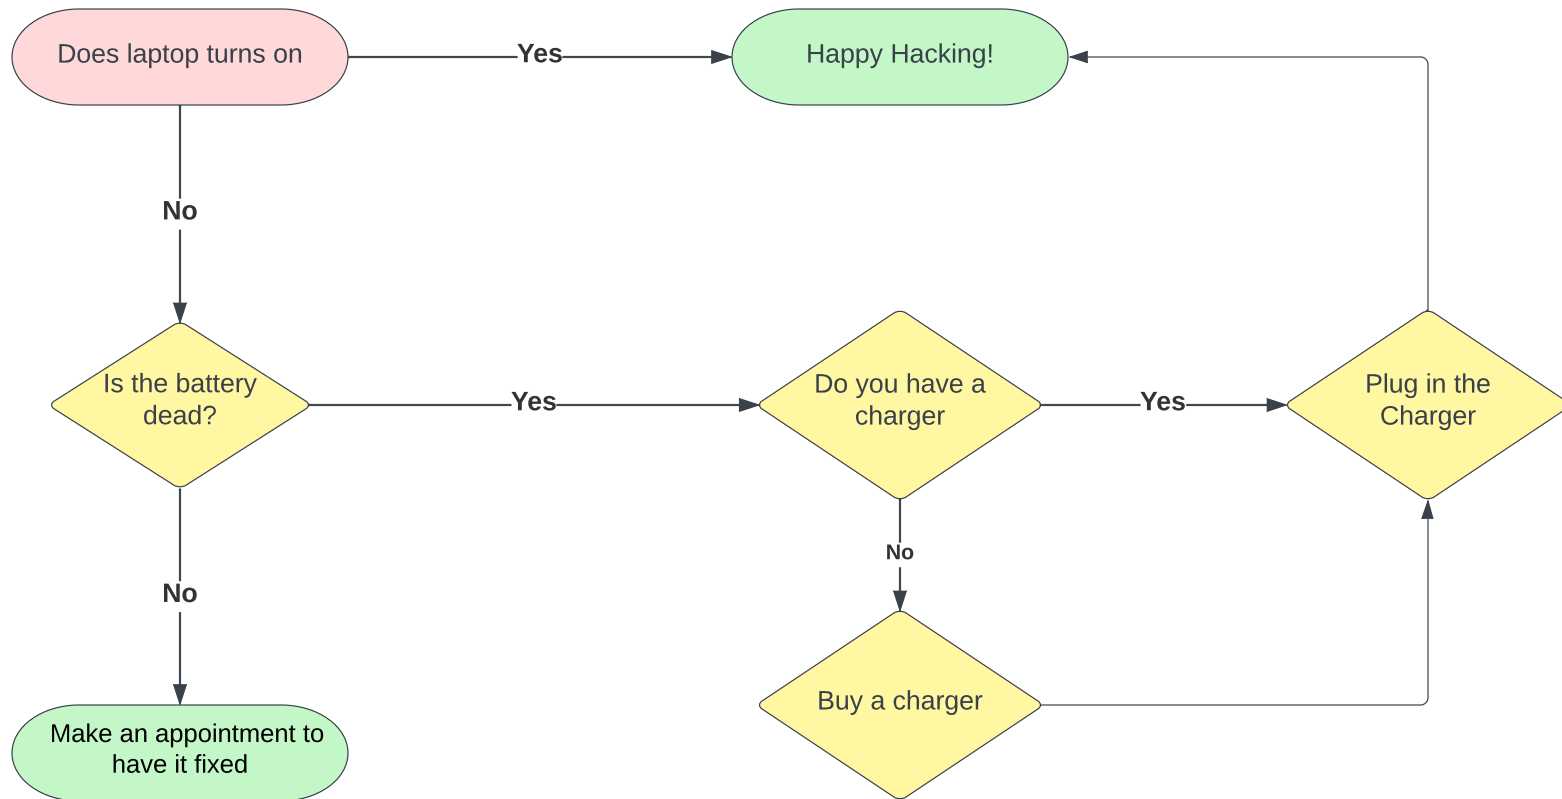 Does laptop turns on
Yes
Happy Hacking!
No
Is the battery
dead?
Yes
Do you have a
charger
Yes
Plug in the
Charger
No
No
Buy a charger
Make an appointment to
have it fixed